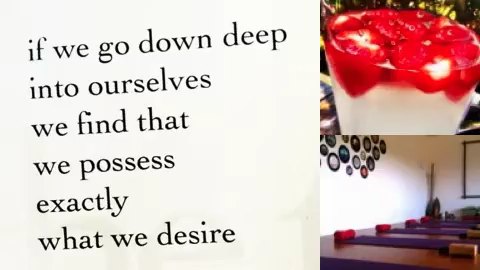 if we go down deep
into ourselves
we find that
we possess
exactly
what we desire